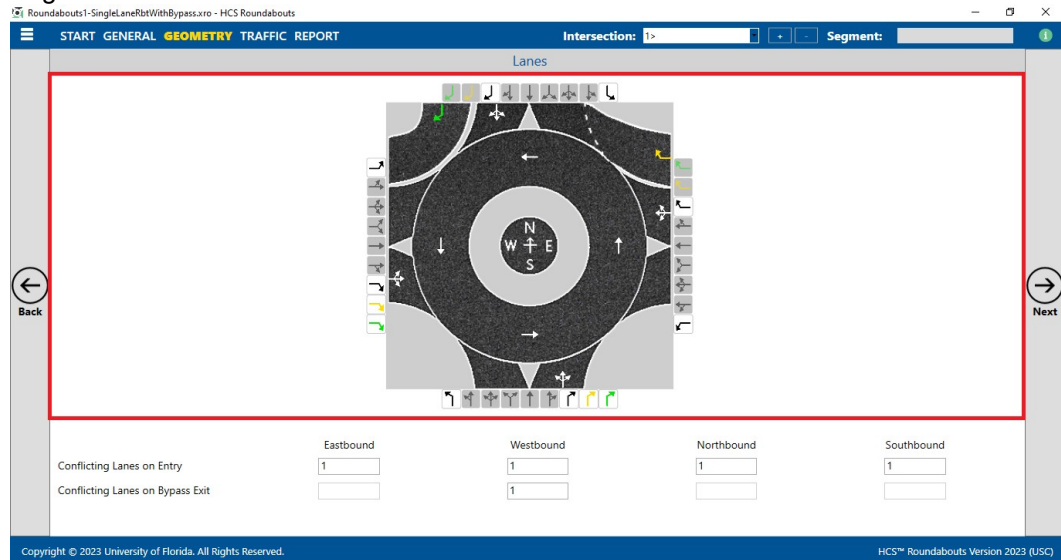 Roundabouts1-SingleLaneRbtWithBypass.xro - HCS Roundabouts
START GENERAL GEOMETRY TRAFFIC REPORT Intersection: 1> + - Segment:
Lanes
N
W E
S
Back
Next
Eastbound Westbound Northbound Southbound
Conflicting Lanes on Entry 1 1 1 1
Conflicting Lanes on Bypass Exit 1
Copyright © 2023 University of Florida. All Rights Reserved. HCS™ Roundabouts Version 2023 (USC)